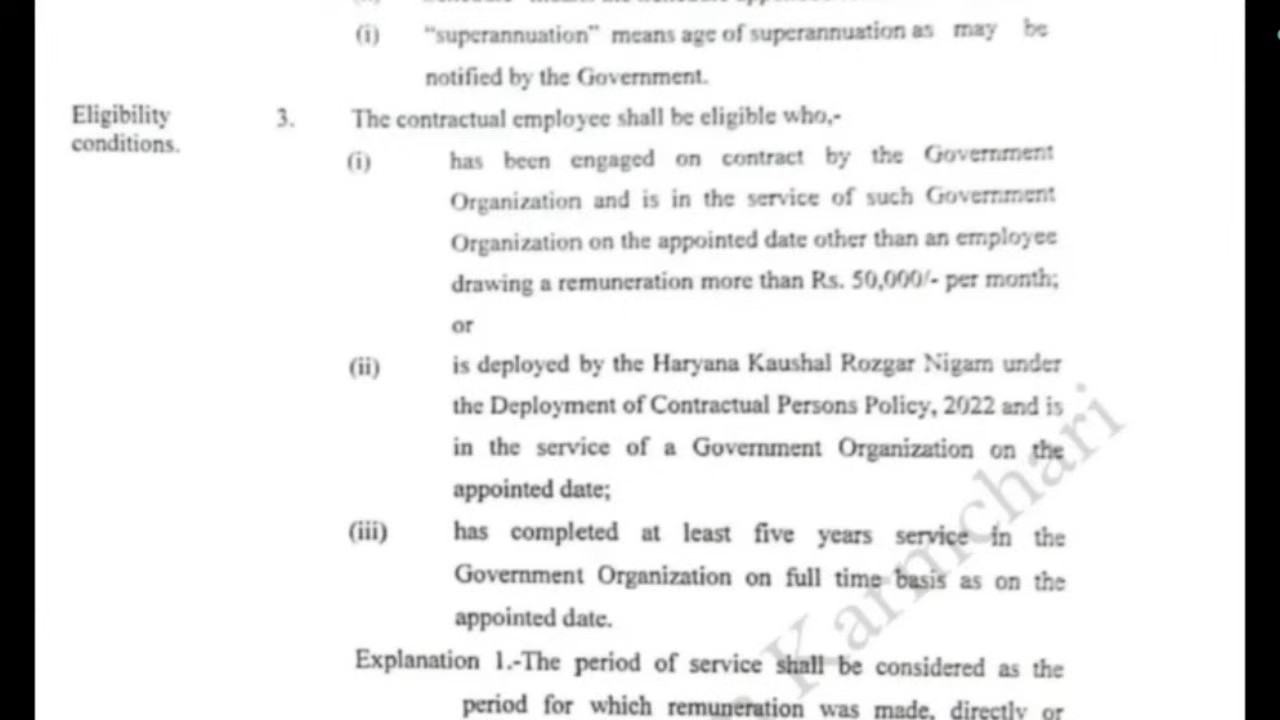 (i) "superannuation" means age of superannuation as may be
notified by the Government.
Eligibility conditions.
3. The contractual employee shall be eligible who,-
(i) has been engaged on contract by the Government
Organization and is in the service of such Government
Organization on the appointed date other than an employee
drawing a remuneration more than Rs. 50,000/- per month;
or
(ii) is deployed by the Haryana Kaushal Rozgar Nigam under
the Deployment of Contractual Persons Policy, 2022 and is
in the service of a Government Organization on the
appointed date;
(iii) has completed at least five years service in the
Government Organization on full time basis as on the
appointed date.
Explanation 1.-The period of service shall be considered as the
period for which remuneration was made, directly or
Karmchari